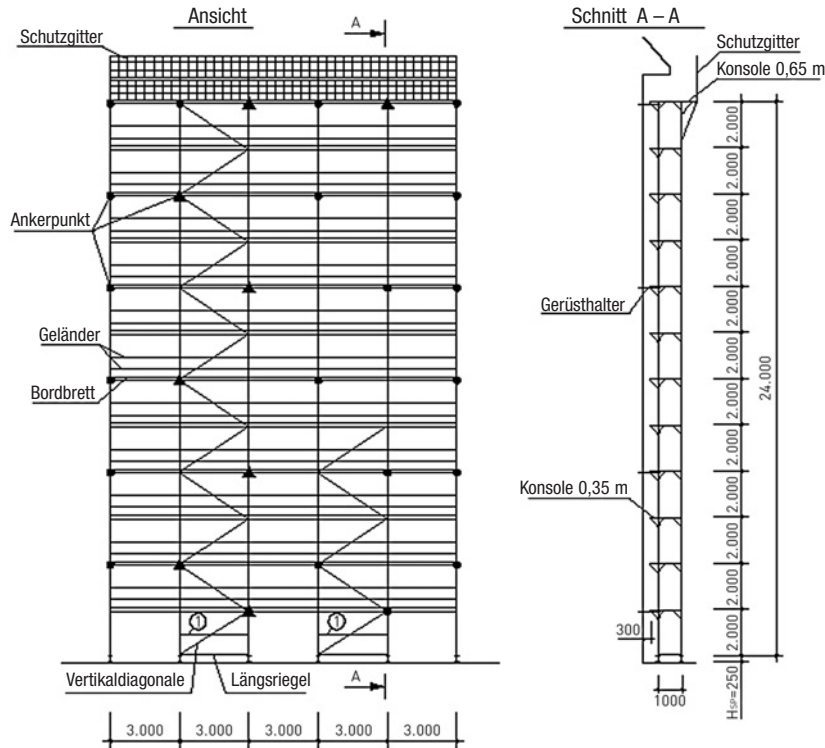 Ansicht
A
Schutzgitter
Ankerpunkt
Geländer
Bordbrett
1
1
Vertikaldiagonale
Längsriegel
A
3.000
3.000
3.000
3.000
3.000
Schnitt A – A
Schutzgitter
Konsole 0,65 m
Gerüsthalter
Konsole 0,35 m
2.000
2.000
2.000
2.000
2.000
2.000
2.000
2.000
2.000
2.000
2.000
2.000
24.000
300
1000
HSP=250